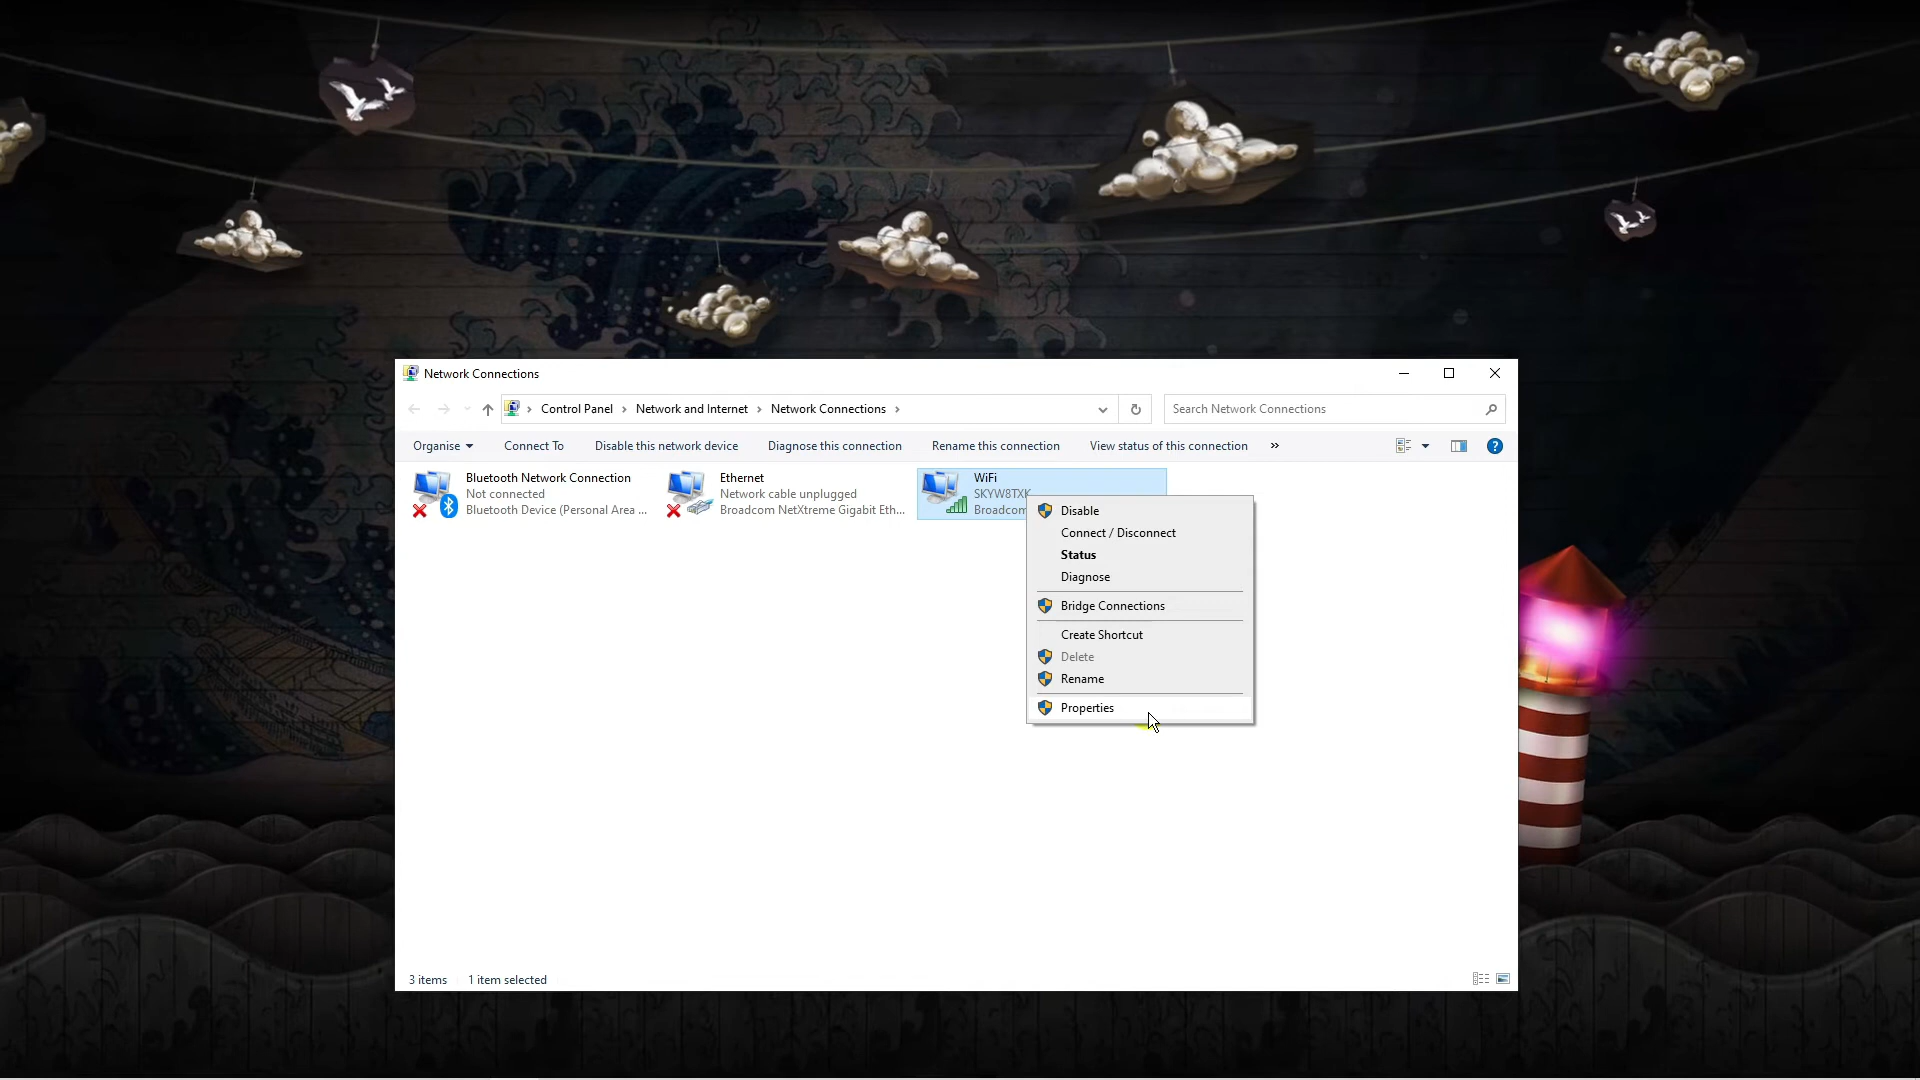 Network Connections
Control Panel Network and Internet Network Connections
Search Network Connections
Organise Connect To Disable this network device Diagnose this connection Rename this connection View status of this connection »
Bluetooth Network Connection
Not connected
Bluetooth Device (Personal Area ...
Ethernet
Network cable unplugged
Broadcom NetXtreme Gigabit Eth...
WiFi
SKYW8TXK
Broadcom
Disable
Connect / Disconnect
Status
Diagnose
Bridge Connections
Create Shortcut
Delete
Rename
Properties
3 items 1 item selected